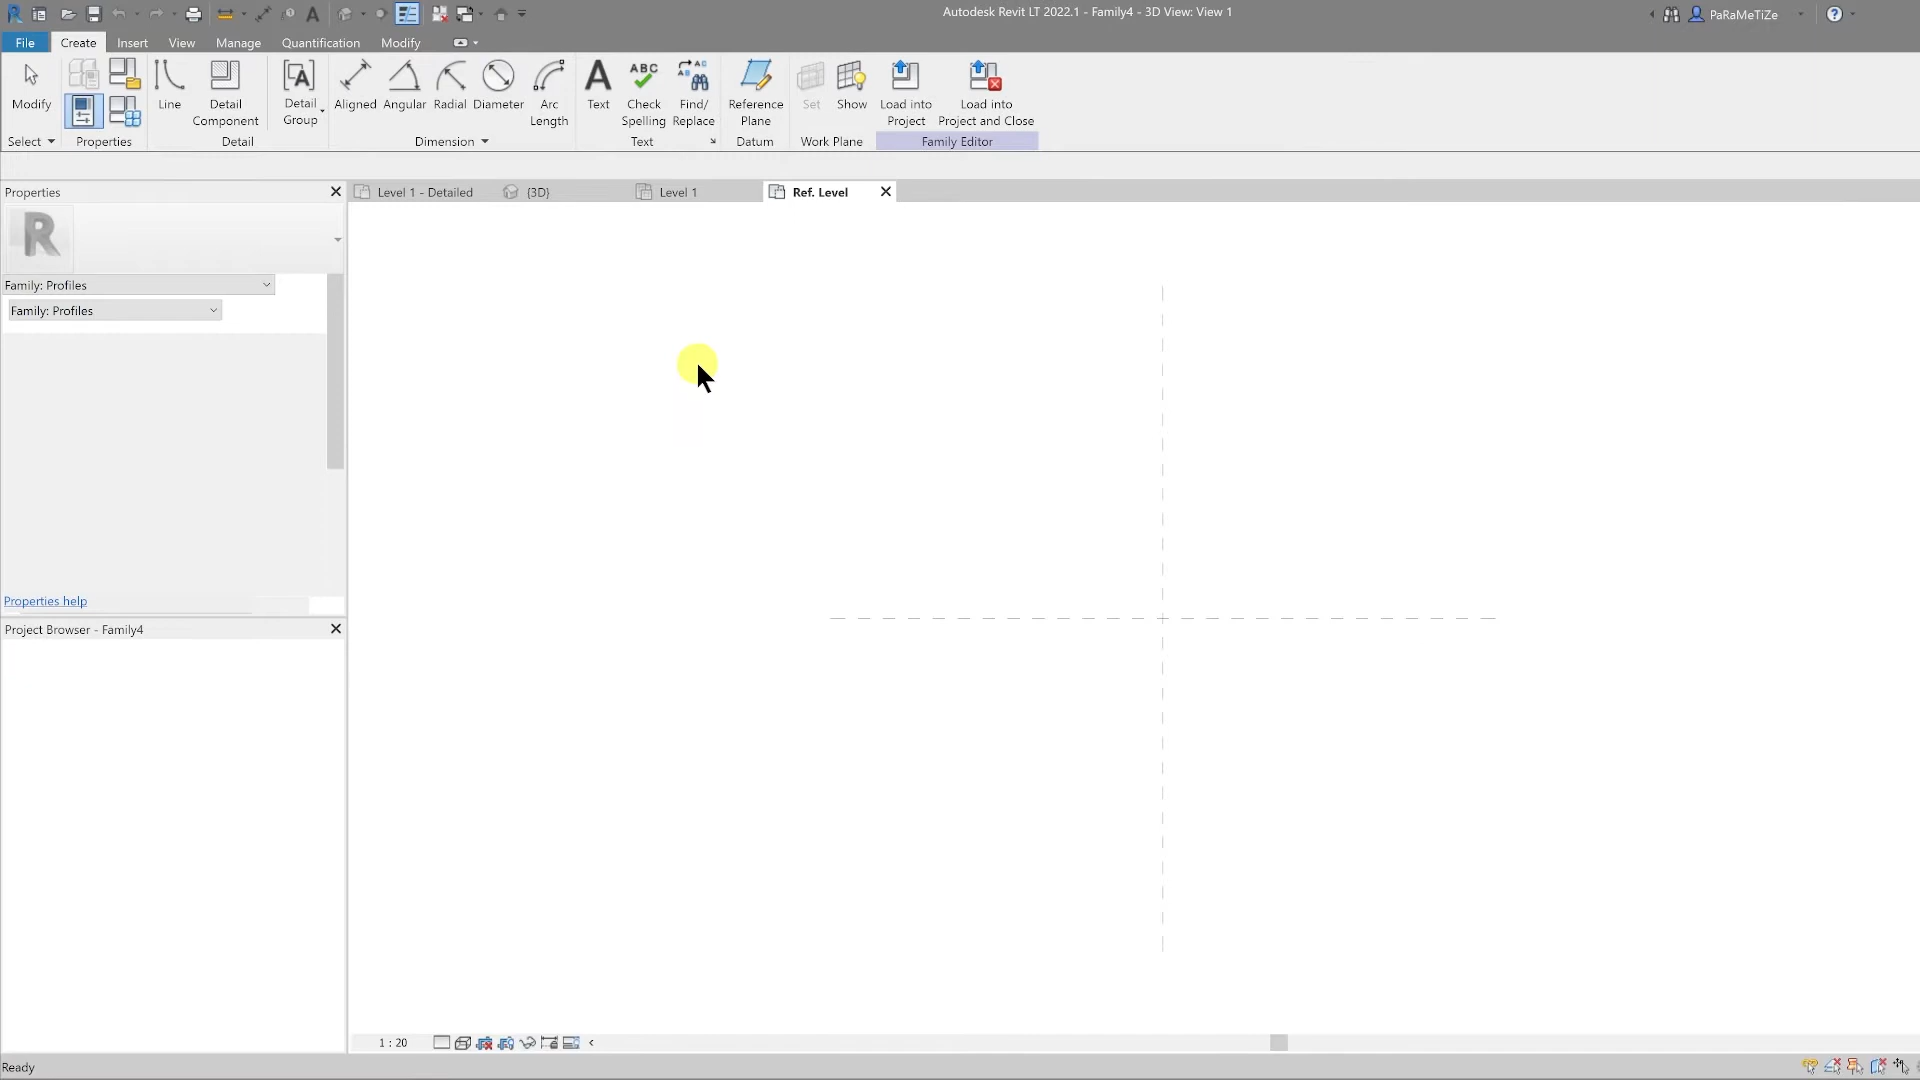 Autodesk Revit LT 2022.1 - Family4 - 3D View: View 1
PaRaMeTiZe
File
Create
Insert
View
Manage
Quantification
Modify
Modify
Line
Detail
Component
Detail
Group
Aligned
Angular
Radial
Diameter
Arc
Length
Text
ABC
Check
Spelling
Find/
Replace
Reference
Plane
Set
Show
Load into
Project
Load into
Project and Close
Select
Properties
Detail
Dimension
Text
Datum
Work Plane
Family Editor
Properties
Level 1 - Detailed
{3D}
Level 1
Ref. Level
R
Family: Profiles
Family: Profiles
Properties help
Project Browser - Family4
1 : 20
Ready